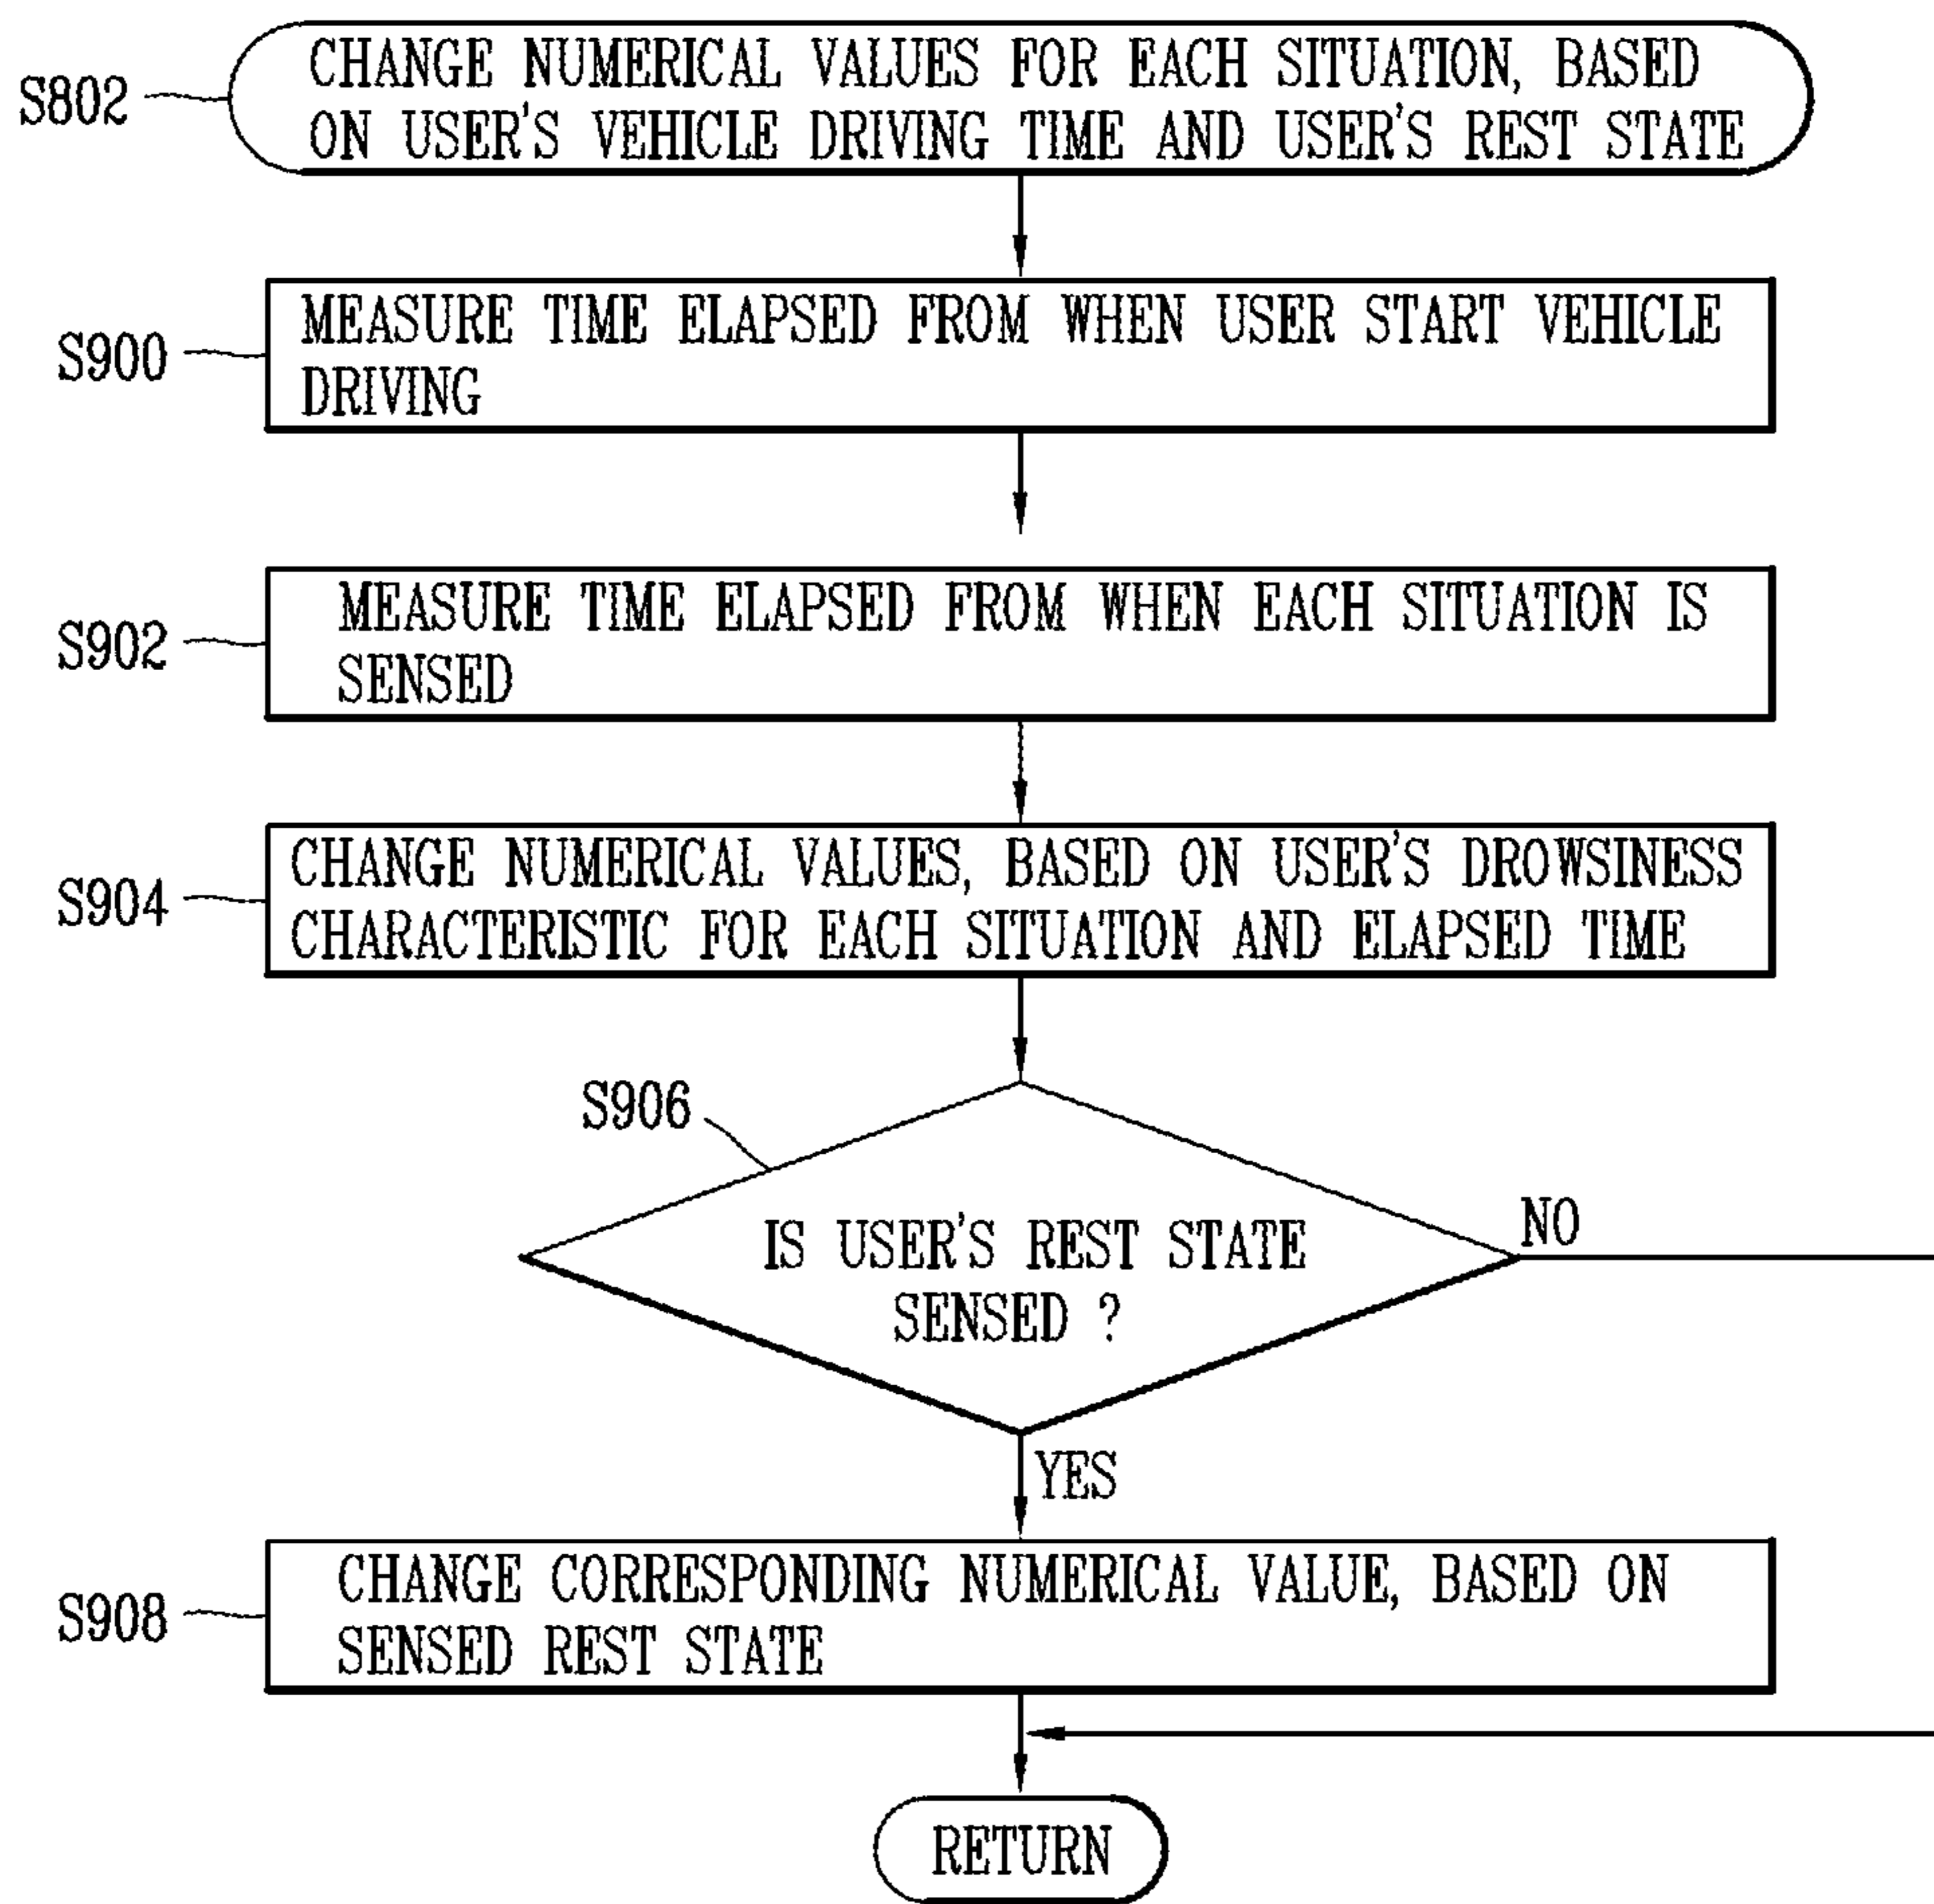 S802
CHANGE NUMERICAL VALUES FOR EACH SITUATION, BASED
ON USER'S VEHICLE DRIVING TIME AND USER'S REST STATE
S900
MEASURE TIME ELAPSED FROM WHEN USER START VEHICLE
DRIVING
S902
MEASURE TIME ELAPSED FROM WHEN EACH SITUATION IS
SENSED
S904
CHANGE NUMERICAL VALUES, BASED ON USER'S DROWSINESS
CHARACTERISTIC FOR EACH SITUATION AND ELAPSED TIME
S906
IS USER'S REST STATE
SENSED ?
NO
YES
S908
CHANGE CORRESPONDING NUMERICAL VALUE, BASED ON
SENSED REST STATE
RETURN